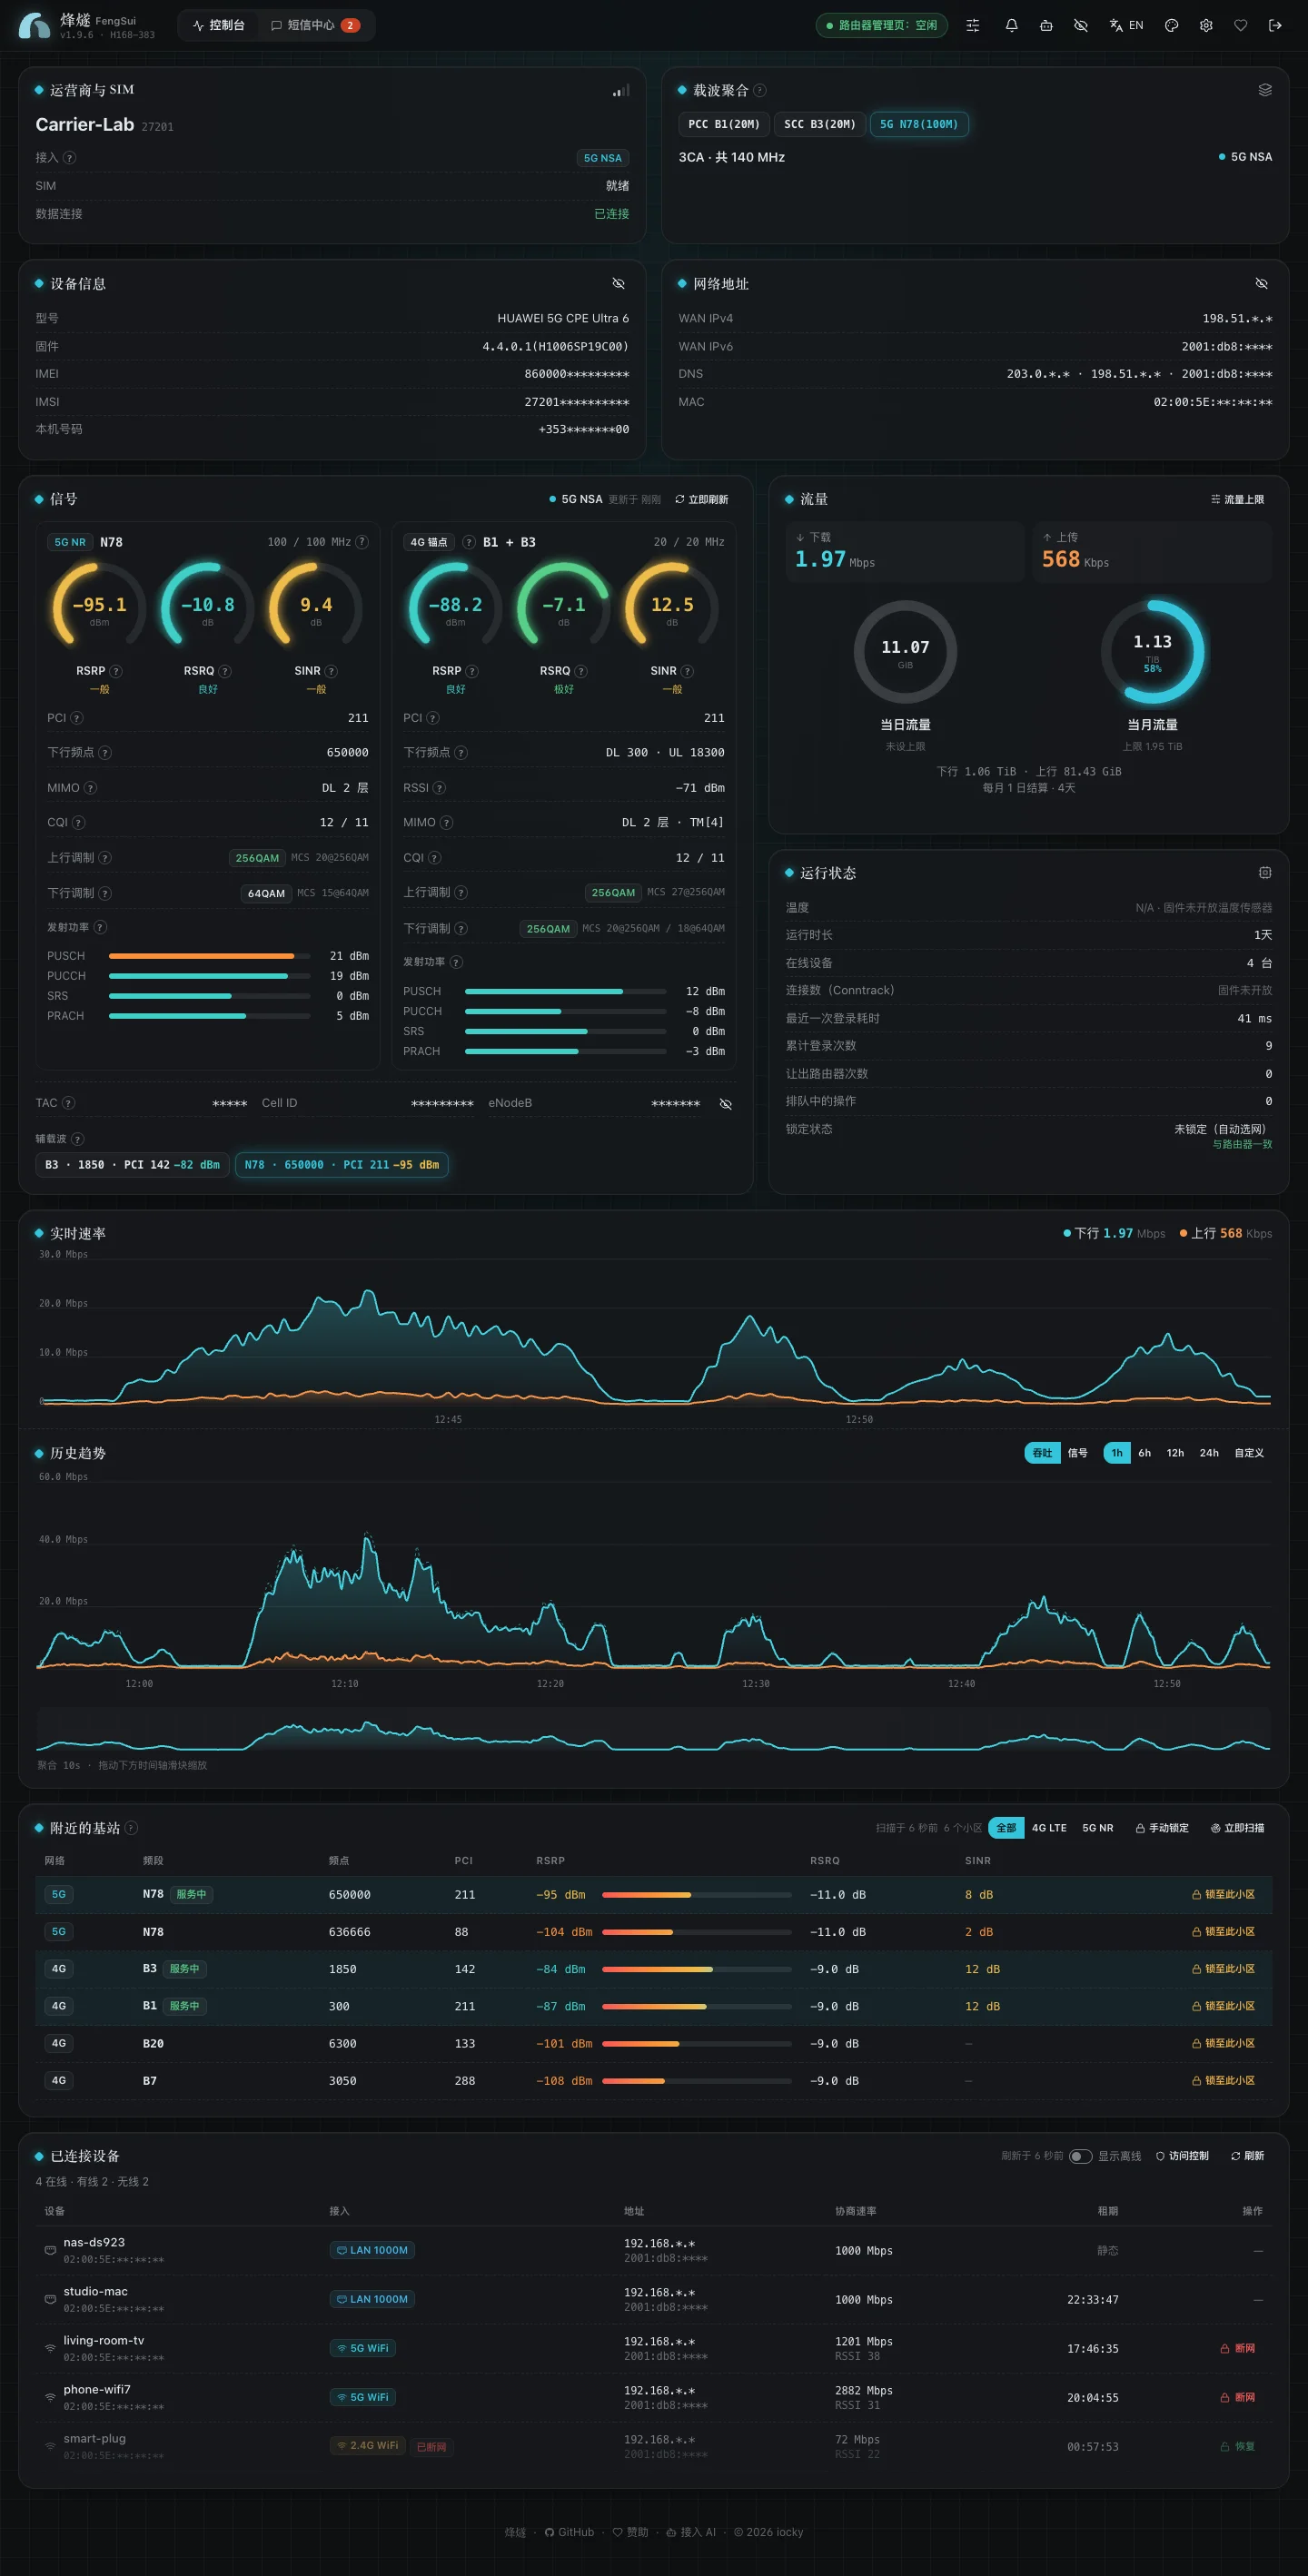 烽燧 FengSui
v1.9.6 · H168-383
控制台
短信中心 2
路由器管理页: 空闲
EN
运营商与 SIM
Carrier-Lab 27201
接入 ? 5G NSA
SIM 就绪
数据连接 已连接
载波聚合 ?
PCC B1(20M) SCC B3(20M) 5G N78(100M)
3CA · 共 140 MHz 5G NSA
设备信息
型号 HUAWEI 5G CPE Ultra 6
固件 4.4.0.1(H1006SP19C00)
IMEI 860000*********
IMSI 27201**********
本机号码 +353*******00
网络地址
WAN IPv4 198.51.*.*
WAN IPv6 2001:db8:****
DNS 203.0.*.* · 198.51.*.* · 2001:db8:****
MAC 02:00:5E:**:**:**
信号 5G NSA 更新于 刚刚 立即刷新
5G NR N78 100 / 100 MHz ?
-95.1 dBm -10.8 dB 9.4 dB
RSRP ? RSRQ ? SINR ?
一般 良好 一般
PCI ? 211
下行频点 ? 650000
MIMO ? DL 2 层
CQI ? 12 / 11
上行调制 ? 256QAM MCS 20@256QAM
下行调制 ? 64QAM MCS 15@64QAM
发射功率 ?
PUSCH 21 dBm
PUCCH 19 dBm
SRS 0 dBm
PRACH 5 dBm
4G 锚点 ? B1 + B3 20 / 20 MHz
-88.2 dBm -7.1 dB 12.5 dB
RSRP ? RSRQ ? SINR ?
良好 极好 一般
PCI ? 211
下行频点 ? DL 300 · UL 18300
RSSI ? -71 dBm
MIMO ? DL 2 层 · TM[4]
CQI ? 12 / 11
上行调制 ? 256QAM MCS 27@256QAM
下行调制 ? 256QAM MCS 20@256QAM / 18@64QAM
发射功率 ?
PUSCH 12 dBm
PUCCH -8 dBm
SRS 0 dBm
PRACH -3 dBm
TAC ? ***** Cell ID ********* eNodeB *******
辅载波 ?
B3 · 1850 · PCI 142 -82 dBm N78 · 650000 · PCI 211 -95 dBm
流量 流量上限
↓ 下载 ↑ 上传
1.97 Mbps 568 Kbps
11.07 GiB 1.13 TiB 58%
当日流量 当月流量
未设上限 上限 1.95 TiB
下行 1.06 TiB · 上行 81.43 GiB
每月 1 日结算 · 4天
运行状态
温度 N/A · 固件未开放温度传感器
运行时长 1天
在线设备 4 台
连接数（Conntrack） 固件未开放
最近一次登录耗时 41 ms
累计登录次数 9
让出路由器次数 0
排队中的操作 0
锁定状态 未锁定（自动选网）
与路由器一致
实时速率 下行 1.97 Mbps 上行 568 Kbps
30.0 Mbps
20.0 Mbps
10.0 Mbps
0
12:45 12:50
历史趋势 吞吐 信号 1h 6h 12h 24h 自定义
60.0 Mbps
40.0 Mbps
20.0 Mbps
12:00 12:10 12:20 12:30 12:40 12:50
聚合 10s · 拖动下方时间轴滑块缩放
附近的基站 ? 扫描于 6 秒前 6 个小区 全部 4G LTE 5G NR 手动锁定 立即扫描
网络 频段 频点 PCI RSRP RSRQ SINR
5G N78 服务中 650000 211 -95 dBm -11.0 dB 8 dB 锁至此小区
5G N78 636666 88 -104 dBm -11.0 dB 2 dB 锁至此小区
4G B3 服务中 1850 142 -84 dBm -9.0 dB 12 dB 锁至此小区
4G B1 服务中 300 211 -87 dBm -9.0 dB 12 dB 锁至此小区
4G B20 6300 133 -101 dBm -9.0 dB — 锁至此小区
4G B7 3050 288 -108 dBm -9.0 dB — 锁至此小区
已连接设备 刷新于 6 秒前 显示离线 访问控制 刷新
4 在线 · 有线 2 · 无线 2
设备 接入 地址 协商速率 租期 操作
nas-ds923 LAN 1000M 192.168.*.* 1000 Mbps 静态 —
02:00:5E:**:**:** 2001:db8:****
studio-mac LAN 1000M 192.168.*.* 1000 Mbps 22:33:47 —
02:00:5E:**:**:** 2001:db8:****
living-room-tv 5G WiFi 192.168.*.* 1201 Mbps 17:46:35 断网
02:00:5E:**:**:** 2001:db8:**** RSSI 38
phone-wifi7 5G WiFi 192.168.*.* 2882 Mbps 20:04:55 断网
02:00:5E:**:**:** 2001:db8:**** RSSI 31
smart-plug 2.4G WiFi 已断网 192.168.*.* 72 Mbps 00:57:53 恢复
02:00:5E:**:**:** 2001:db8:**** RSSI 22
烽燧 · GitHub · 赞助 · 接入 AI · © 2026 iocky